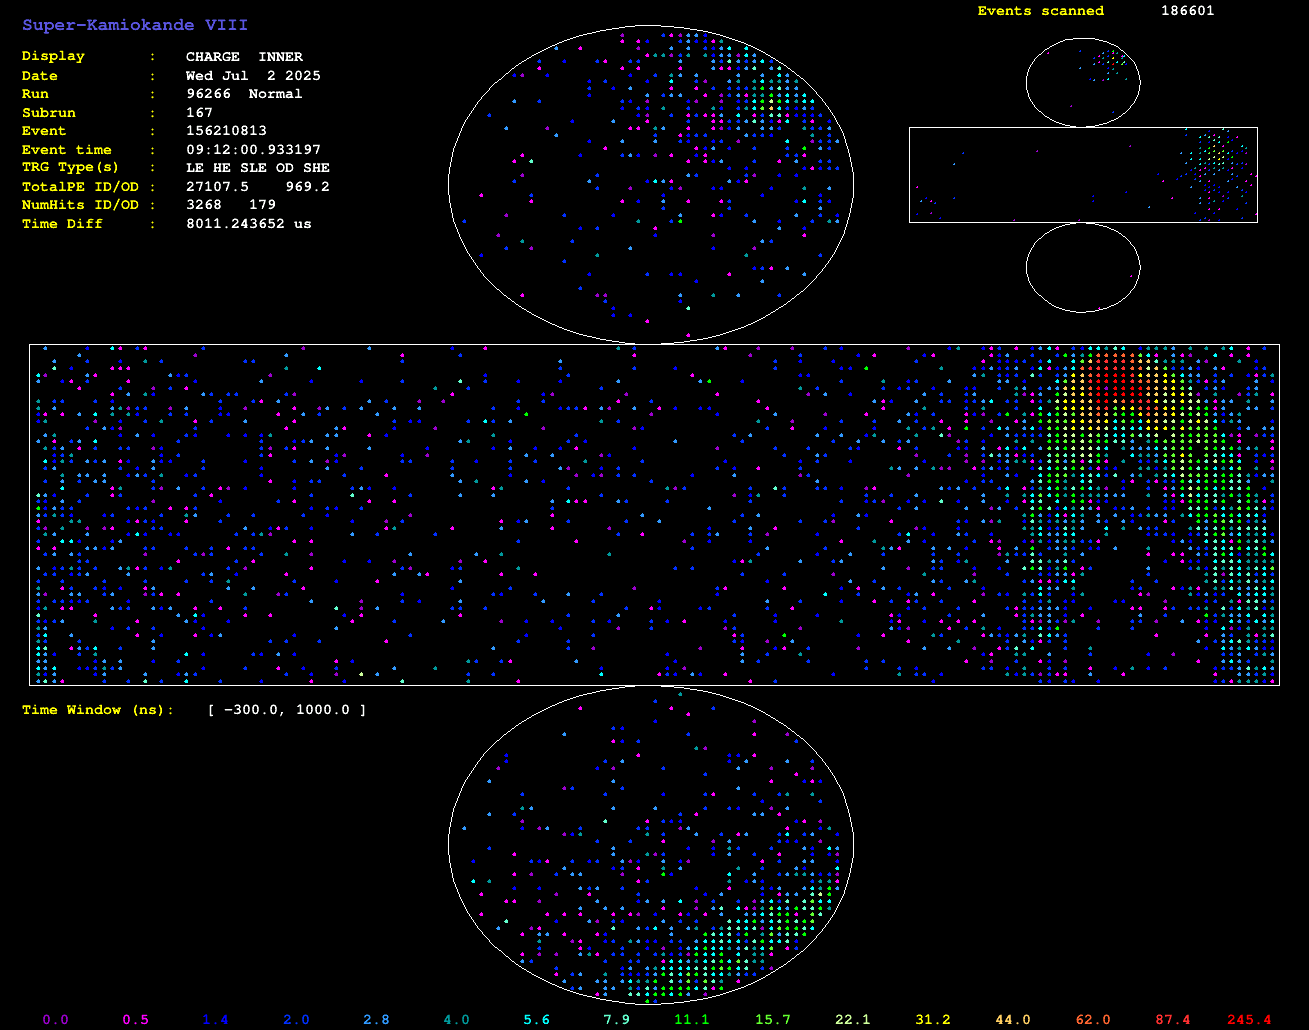 Super-Kamiokande VIII
Events scanned 186601
Display : CHARGE INNER
Date : Wed Jul 2 2025
Run : 96266 Normal
Subrun : 167
Event : 156210813
Event time : 09:12:00.933197
TRG Type(s) : LE HE SLE OD SHE
TotalPE ID/OD : 27107.5 969.2
NumHits ID/OD : 3268 179
Time Diff : 8011.243652 us
Time Window (ns): [ -300.0, 1000.0 ]
0.0 0.5 1.4 2.0 2.8 4.0 5.6 7.9 11.1 15.7 22.1 31.2 44.0 62.0 87.4 245.4